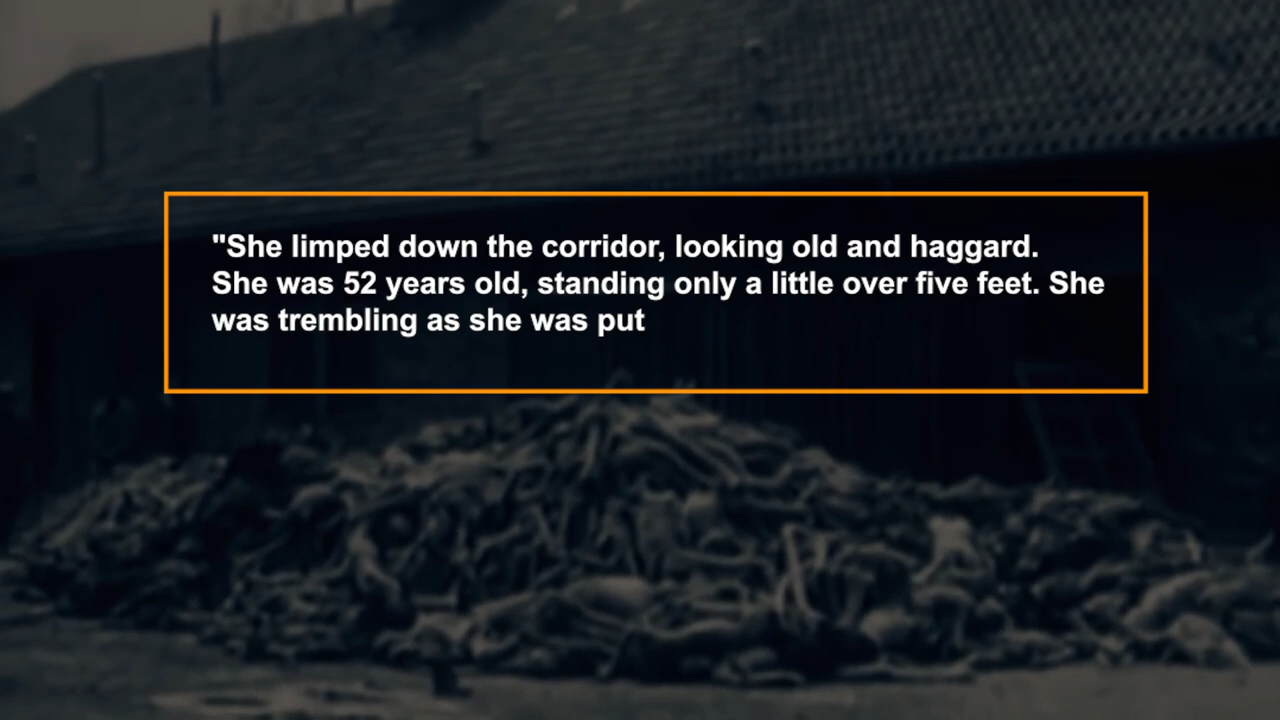 "She limped down the corridor, looking old and haggard.
She was 52 years old, standing only a little over five feet. She
was trembling as she was put